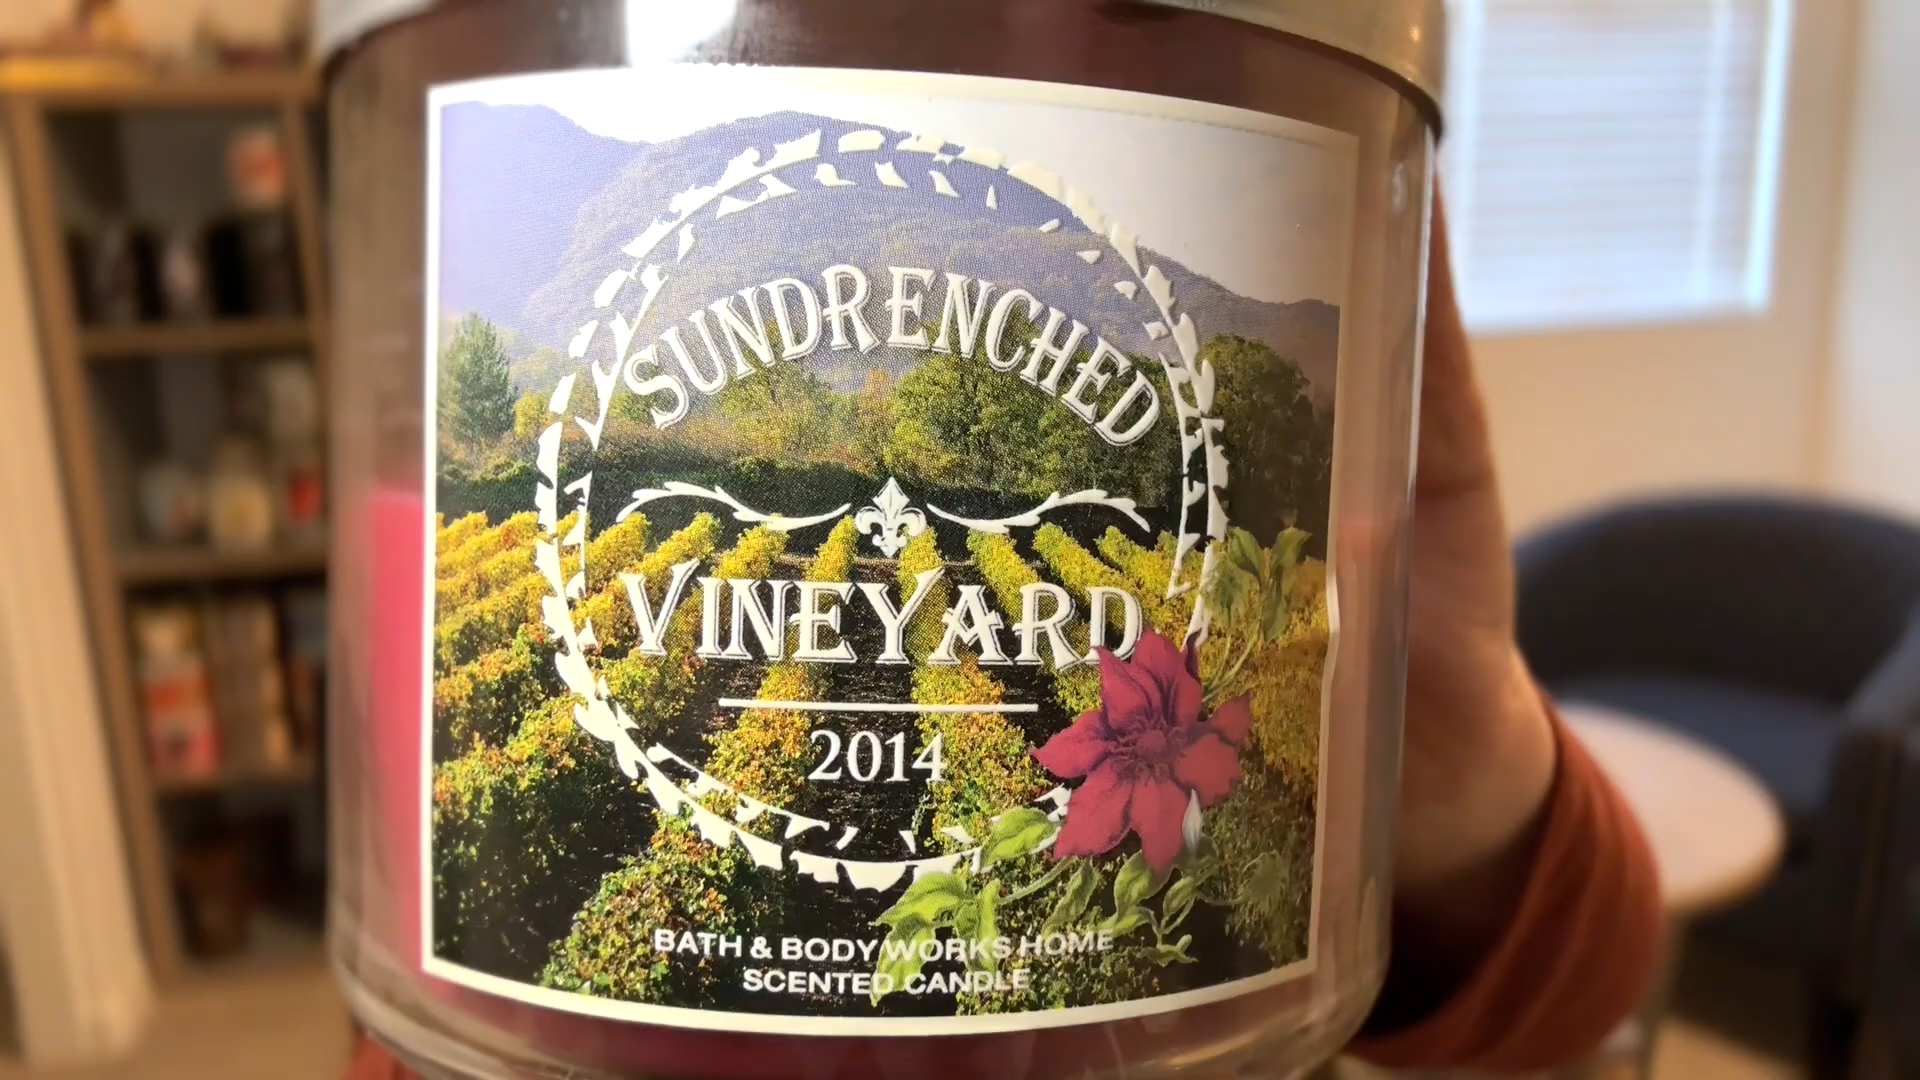 SUNDRENCHED
VINEYARD
2014
BATH & BODY WORKS HOME
SCENTED CANDLE